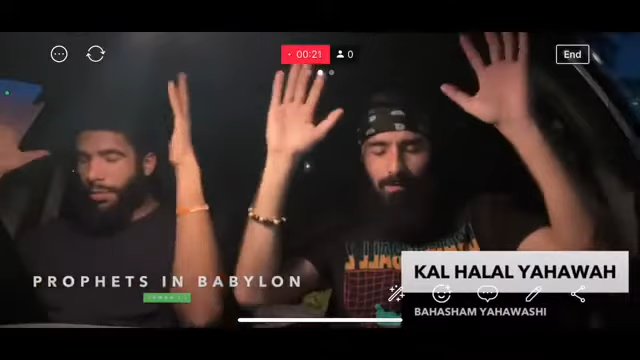 00:21
0
End
PROPHETS IN BABYLON
KAL HALAL YAHAWAH
BAHASHAM YAHAWASHI